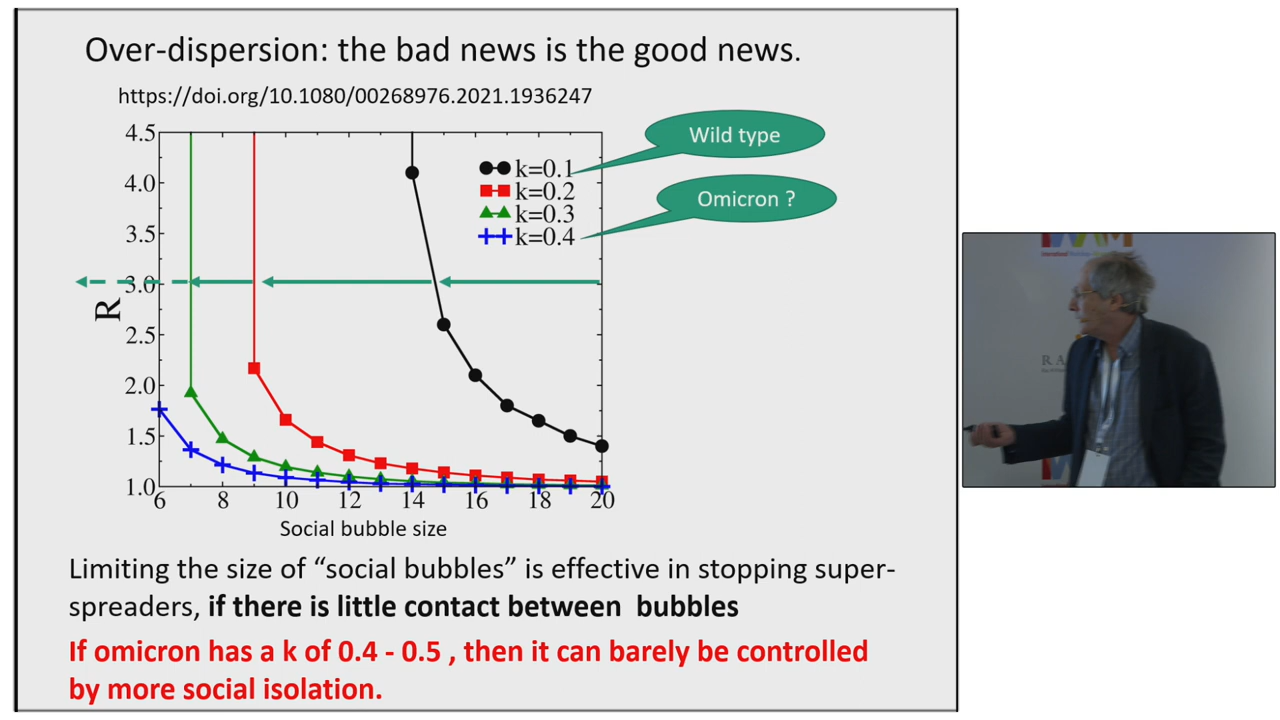 Over-dispersion: the bad news is the good news.
https://doi.org/10.1080/00268976.2021.1936247
Wild type
Omicron ?
k=0.1
k=0.2
k=0.3
k=0.4
R
4.5
4.0
3.5
3.0
2.5
2.0
1.5
1.0
6 8 10 12 14 16 18 20
Social bubble size
Limiting the size of “social bubbles” is effective in stopping super-
spreaders, if there is little contact between bubbles
If omicron has a k of 0.4 - 0.5 , then it can barely be controlled
by more social isolation.